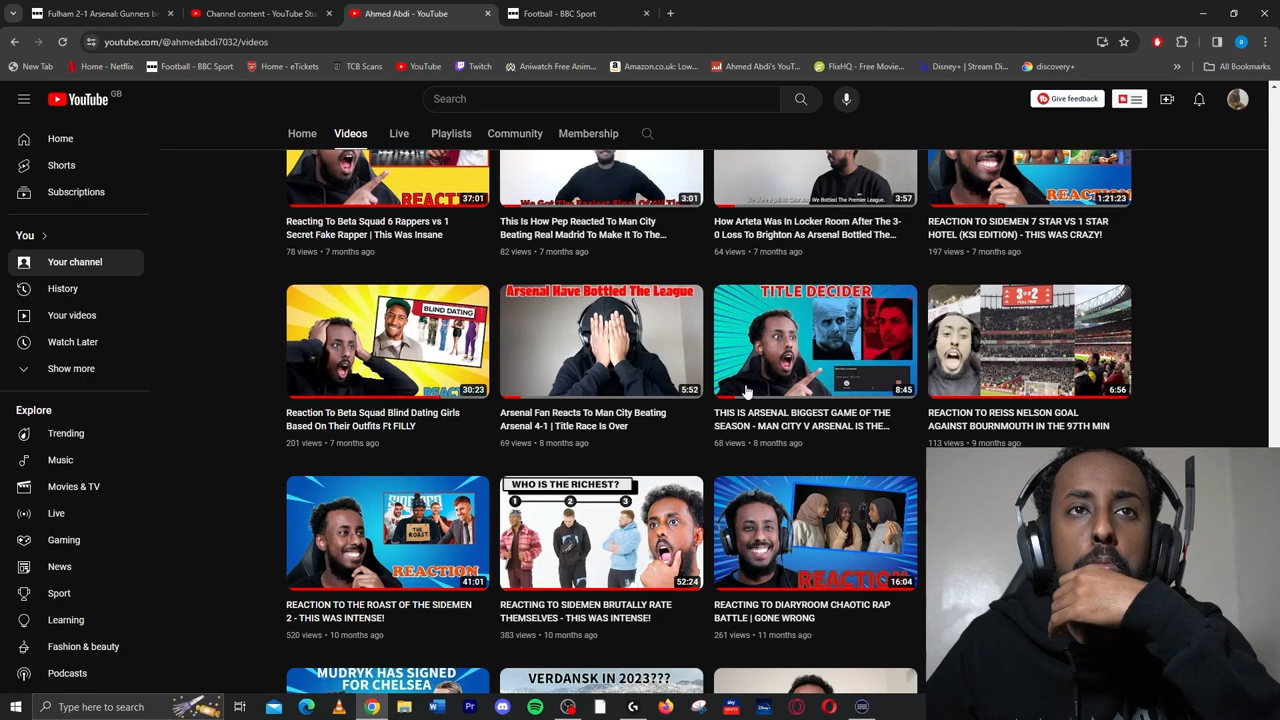 Fulham 2-1 Arsenal: Gunners b
Channel content - YouTube Stu
Ahmed Abdi - YouTube
Football - BBC Sport
youtube.com/@ahmedabdi7032/videos
New Tab
Home - Netflix
Football - BBC Sport
Home - eTickets
TCB Scans
YouTube
Twitch
Aniwatch Free Anim...
Amazon.co.uk: Low...
Ahmed Abdi's YouT...
FlixHQ - Free Movie...
Disney+ | Stream Di...
discovery+
All Bookmarks
YouTube GB
Search
Give feedback
Home
Videos
Live
Playlists
Community
Membership
Home
Shorts
Subscriptions
You
Your channel
History
Your videos
Watch Later
Show more
Explore
Trending
Music
Movies & TV
Live
Gaming
News
Sport
Learning
Fashion & beauty
Podcasts
37:01
Reacting To Beta Squad 6 Rappers vs 1
Secret Fake Rapper | This Was Insane
78 views • 7 months ago
3:01
This Is How Pep Reacted To Man City
Beating Real Madrid To Make It To The...
82 views • 7 months ago
3:57
How Arteta Was In Locker Room After The 3-
0 Loss To Brighton As Arsenal Bottled The...
64 views • 7 months ago
REACTION
1:21:23
REACTION TO SIDEMEN 7 STAR VS 1 STAR
HOTEL (KSI EDITION) - THIS WAS CRAZY!
197 views • 7 months ago
BLIND DATING
30:23
Reaction To Beta Squad Blind Dating Girls
Based On Their Outfits Ft FILLY
201 views • 7 months ago
Arsenal Have Bottled The League
5:52
Arsenal Fan Reacts To Man City Beating
Arsenal 4-1 | Title Race Is Over
69 views • 8 months ago
TITLE DECIDER
8:45
THIS IS ARSENAL BIGGEST GAME OF THE
SEASON - MAN CITY V ARSENAL IS THE...
68 views • 8 months ago
3 2
6:56
REACTION TO REISS NELSON GOAL
AGAINST BOURNMOUTH IN THE 97TH MIN
113 views • 9 months ago
SIDEMEN
THE ROAST
REACTION
41:01
REACTION TO THE ROAST OF THE SIDEMEN
2 - THIS WAS INTENSE!
520 views • 10 months ago
WHO IS THE RICHEST?
1 2 3
52:24
REACTING TO SIDEMEN BRUTALLY RATE
THEMSELVES - THIS WAS INTENSE!
383 views • 10 months ago
REACTION
16:04
REACTING TO DIARYROOM CHAOTIC RAP
BATTLE | GONE WRONG
261 views • 11 months ago
MUDRYK HAS SIGNED
FOR CHELSEA
VERDANSK IN 2023???
Type here to search